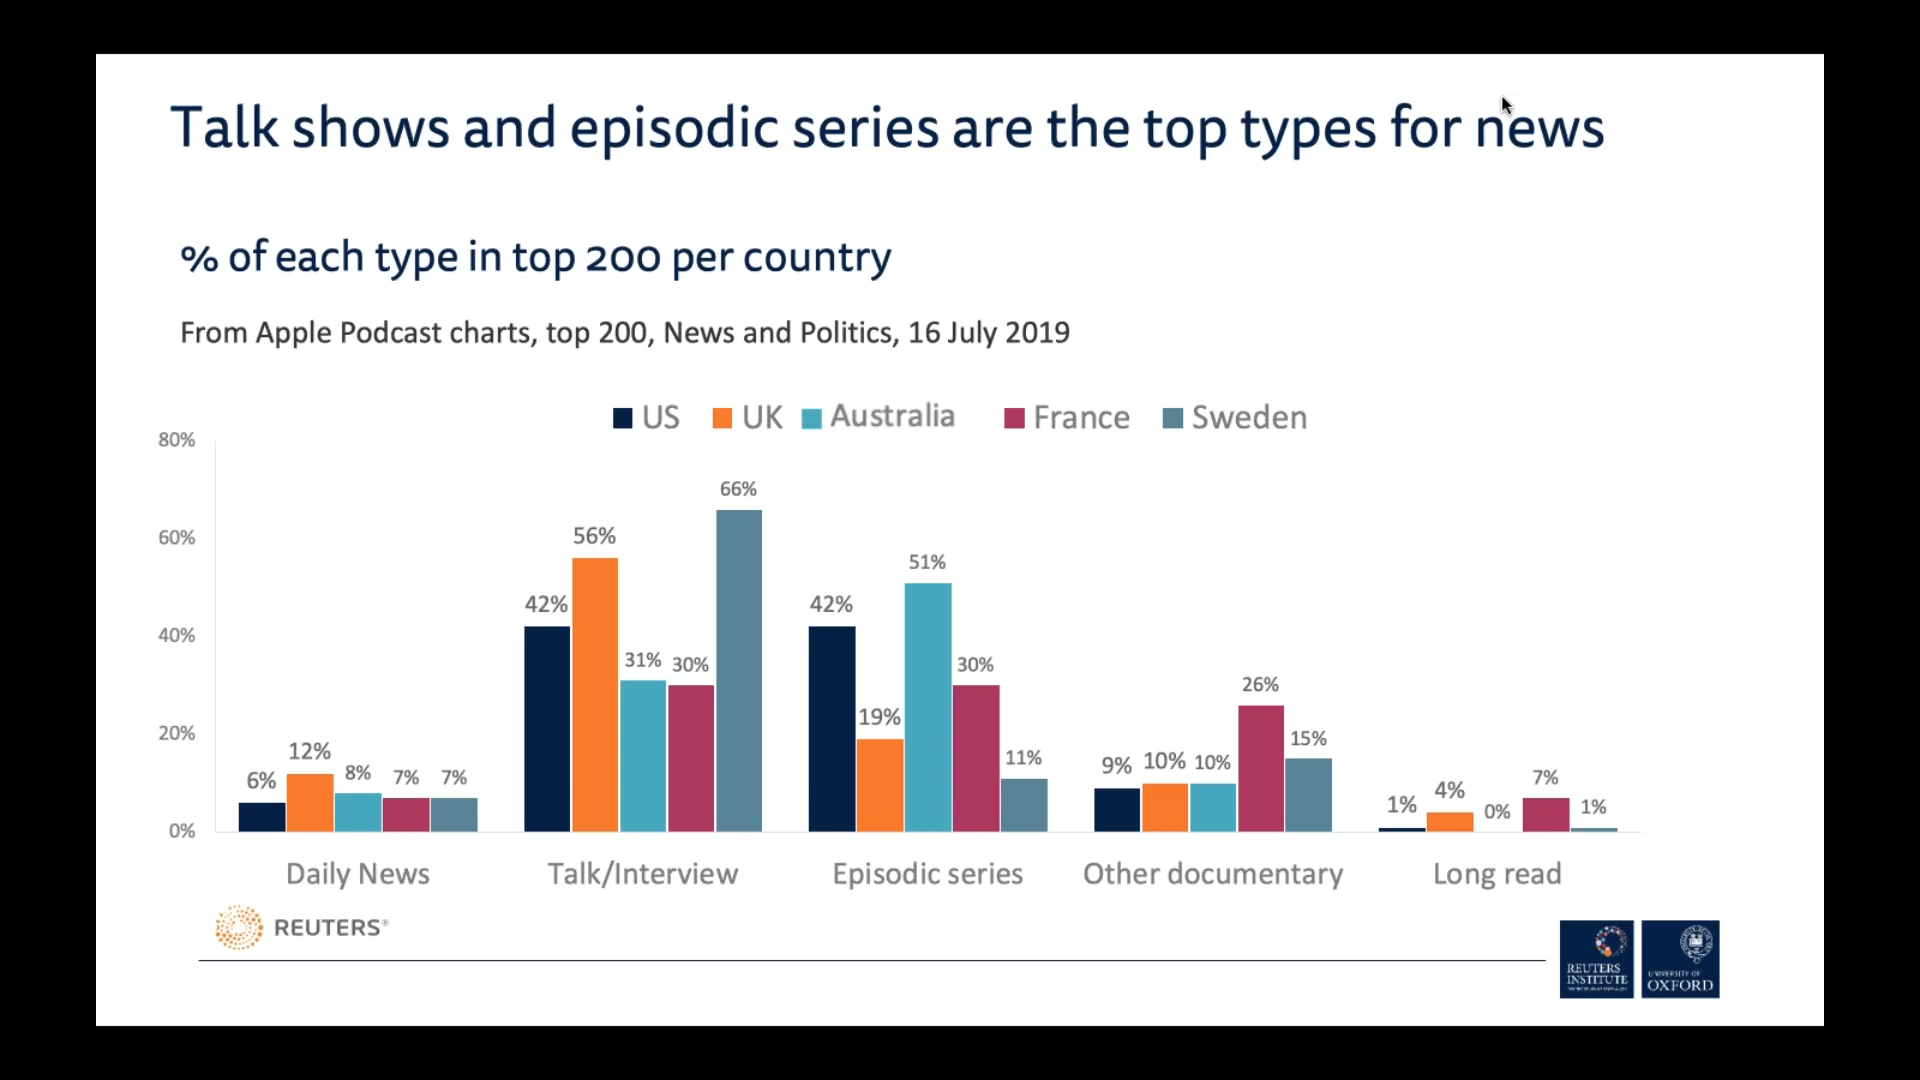 Talk shows and episodic series are the top types for news
% of each type in top 200 per country
From Apple Podcast charts, top 200, News and Politics, 16 July 2019
US UK Australia France Sweden
80%
60%
40%
20%
0%
6% 12% 8% 7% 7%
42% 56% 31% 30% 66%
42% 19% 51% 30% 11%
9% 10% 10% 26% 15%
1% 4% 0% 7% 1%
Daily News Talk/Interview Episodic series Other documentary Long read
REUTERS®
REUTERS
INSTITUTE
UNIVERSITY OF
OXFORD